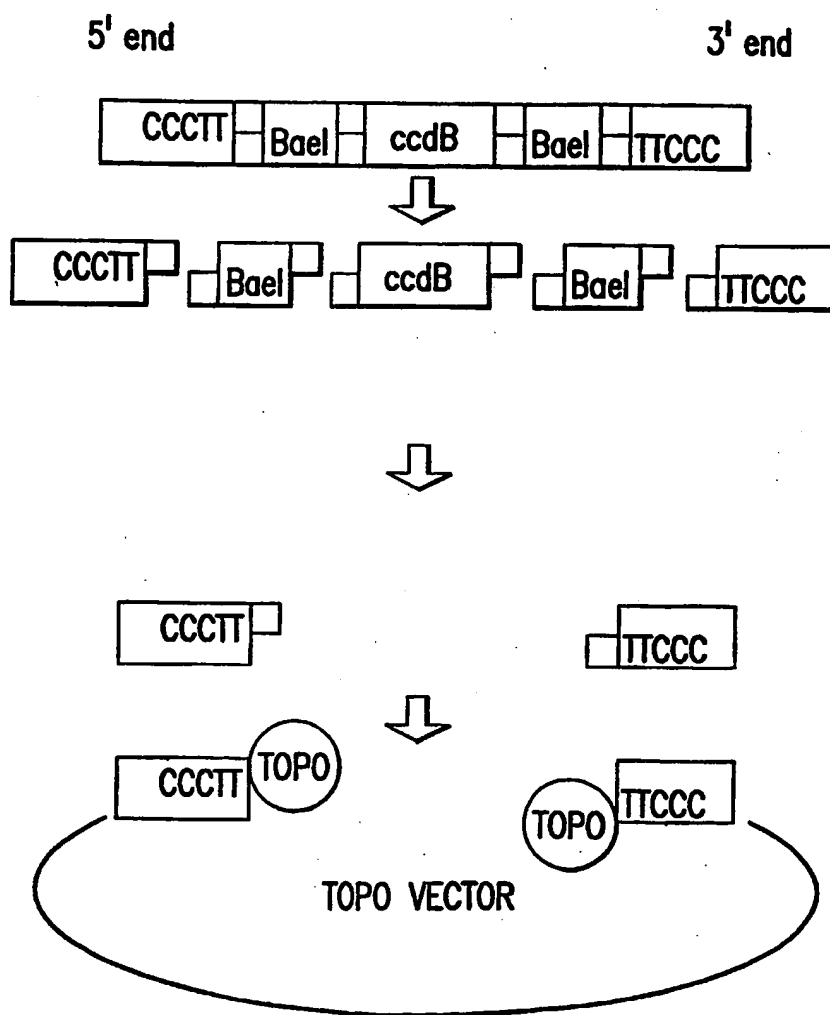 5' end 3' end
CCCTT BaeI ccdB BaeI TTCCC
CCCTT BaeI ccdB BaeI TTCCC
CCCTT TTCCC
CCCTT TOPO TOPO TTCCC
TOPO VECTOR